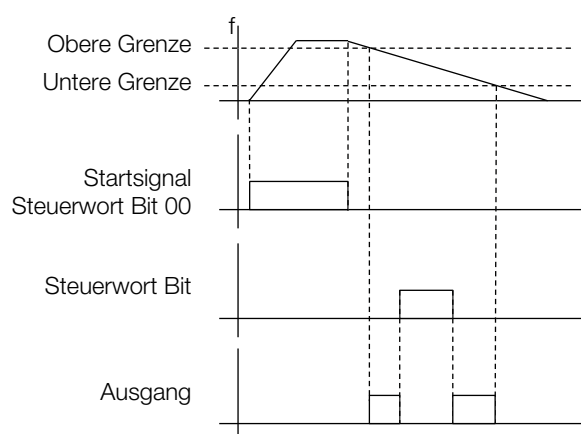 f
Obere Grenze
Untere Grenze
Startsignal
Steuerwort Bit 00
Steuerwort Bit
Ausgang